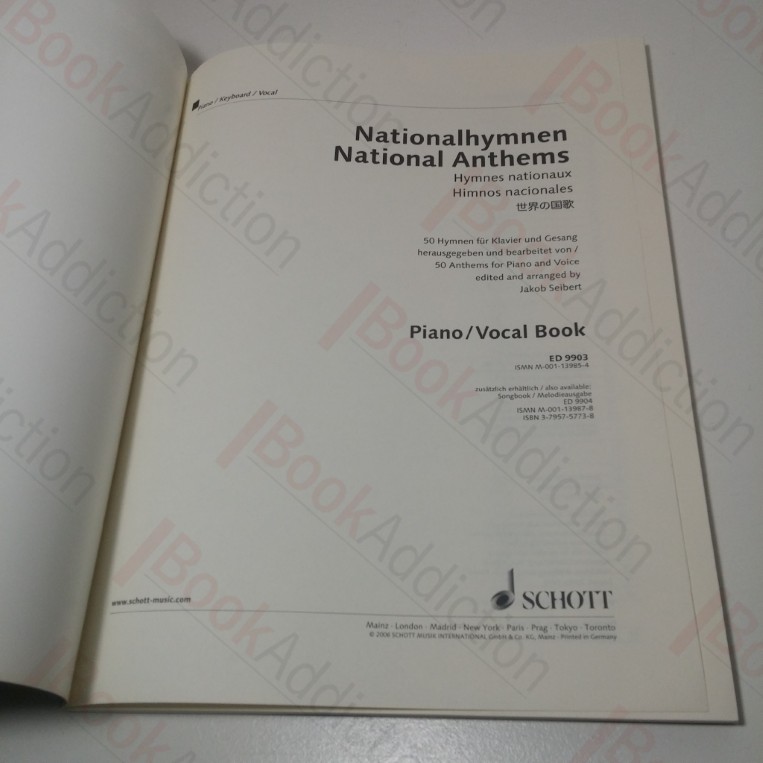 Piano / Keyboard / Vocal
Nationalhymnen
National Anthems
Hymnes nationaux
Himnos nacionales
世界の国歌
50 Hymnen für Klavier und Gesang
herausgegeben und bearbeitet von /
50 Anthems for Piano and Voice
edited and arranged by
Jakob Seibert
Piano/Vocal Book
ED 9903
ISMN M-001-13985-4
zusätzlich erhältlich / also available:
Songbook / Melodieausgabe
ED 9904
ISMN M-001-13987-8
ISBN 3-7957-5773-8
www.schott-music.com
SCHOTT
Mainz · London · Madrid · New York · Paris · Prag · Tokyo · Toronto
© 2006 SCHOTT MUSIK INTERNATIONAL GmbH & Co. KG, Mainz · Printed in Germany
BookAddiction